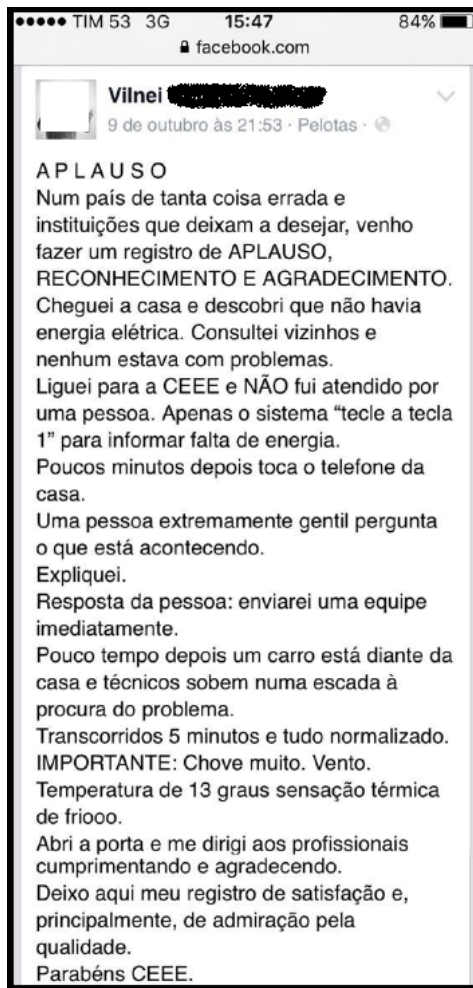 TIM 53 3G 15:47 84%
facebook.com
Vilnei
9 de outubro às 21:53 · Pelotas ·
A P L A U S O
Num país de tanta coisa errada e
instituições que deixam a desejar, venho
fazer um registro de APLAUSO,
RECONHECIMENTO E AGRADECIMENTO.
Cheguei a casa e descobri que não havia
energia elétrica. Consultei vizinhos e
nenhum estava com problemas.
Liguei para a CEEE e NÃO fui atendido por
uma pessoa. Apenas o sistema “tecle a tecla
1” para informar falta de energia.
Poucos minutos depois toca o telefone da
casa.
Uma pessoa extremamente gentil pergunta
o que está acontecendo.
Expliquei.
Resposta da pessoa: enviarei uma equipe
imediatamente.
Pouco tempo depois um carro está diante da
casa e técnicos sobem numa escada à
procura do problema.
Transcorridos 5 minutos e tudo normalizado.
IMPORTANTE: Chove muito. Vento.
Temperatura de 13 graus sensação térmica
de friooo.
Abri a porta e me dirigi aos profissionais
cumprimentando e agradecendo.
Deixo aqui meu registro de satisfação e,
principalmente, de admiração pela
qualidade.
Parabéns CEEE.